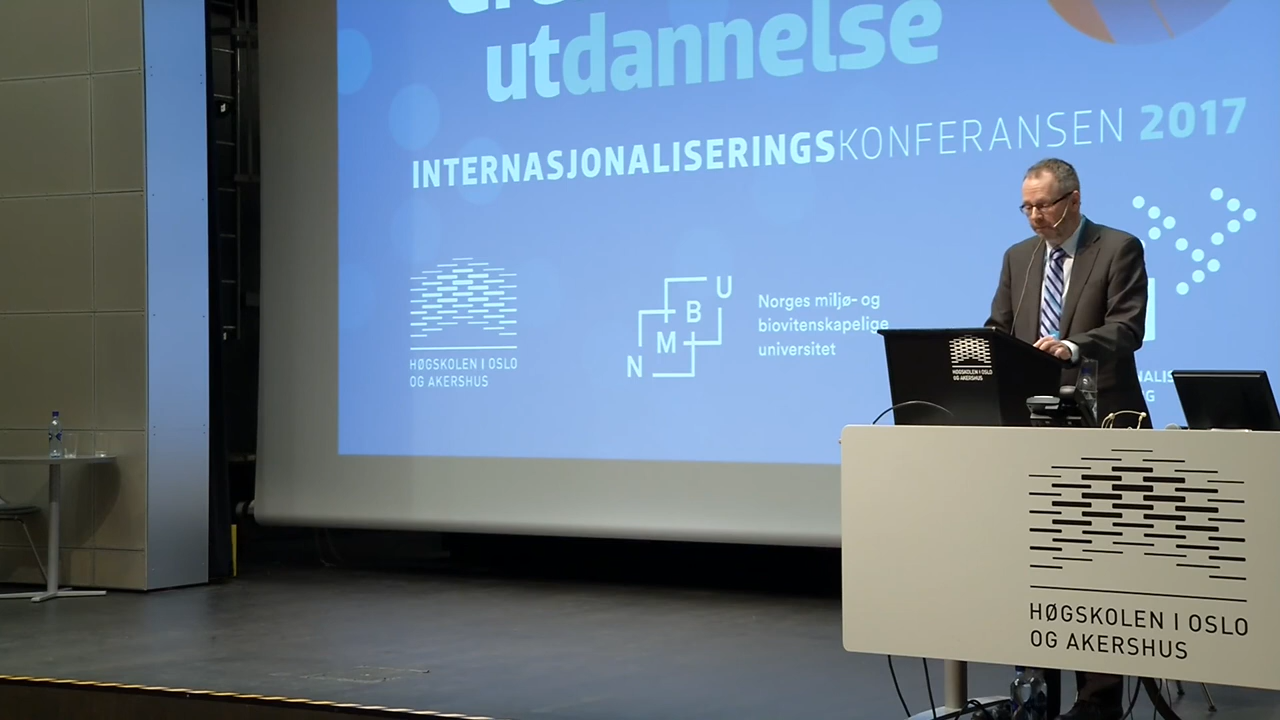 utdannelse
INTERNASJONALISERINGSKONFERANSEN 2017
HØGSKOLEN I OSLO
OG AKERSHUS
N M B U
Norges miljø- og
biovitenskapelige
universitet
HØGSKOLEN I OSLO
OG AKERSHUS
HØGSKOLEN I OSLO
OG AKERSHUS